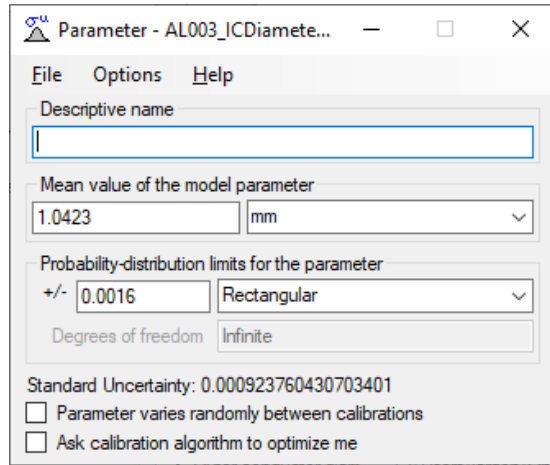 σᵘ Parameter - AL003_ICDiamete...
File Options Help
Descriptive name
Mean value of the model parameter
1.0423 mm
Probability-distribution limits for the parameter
+/- 0.0016 Rectangular
Degrees of freedom Infinite
Standard Uncertainty: 0.000923760430703401
Parameter varies randomly between calibrations
Ask calibration algorithm to optimize me